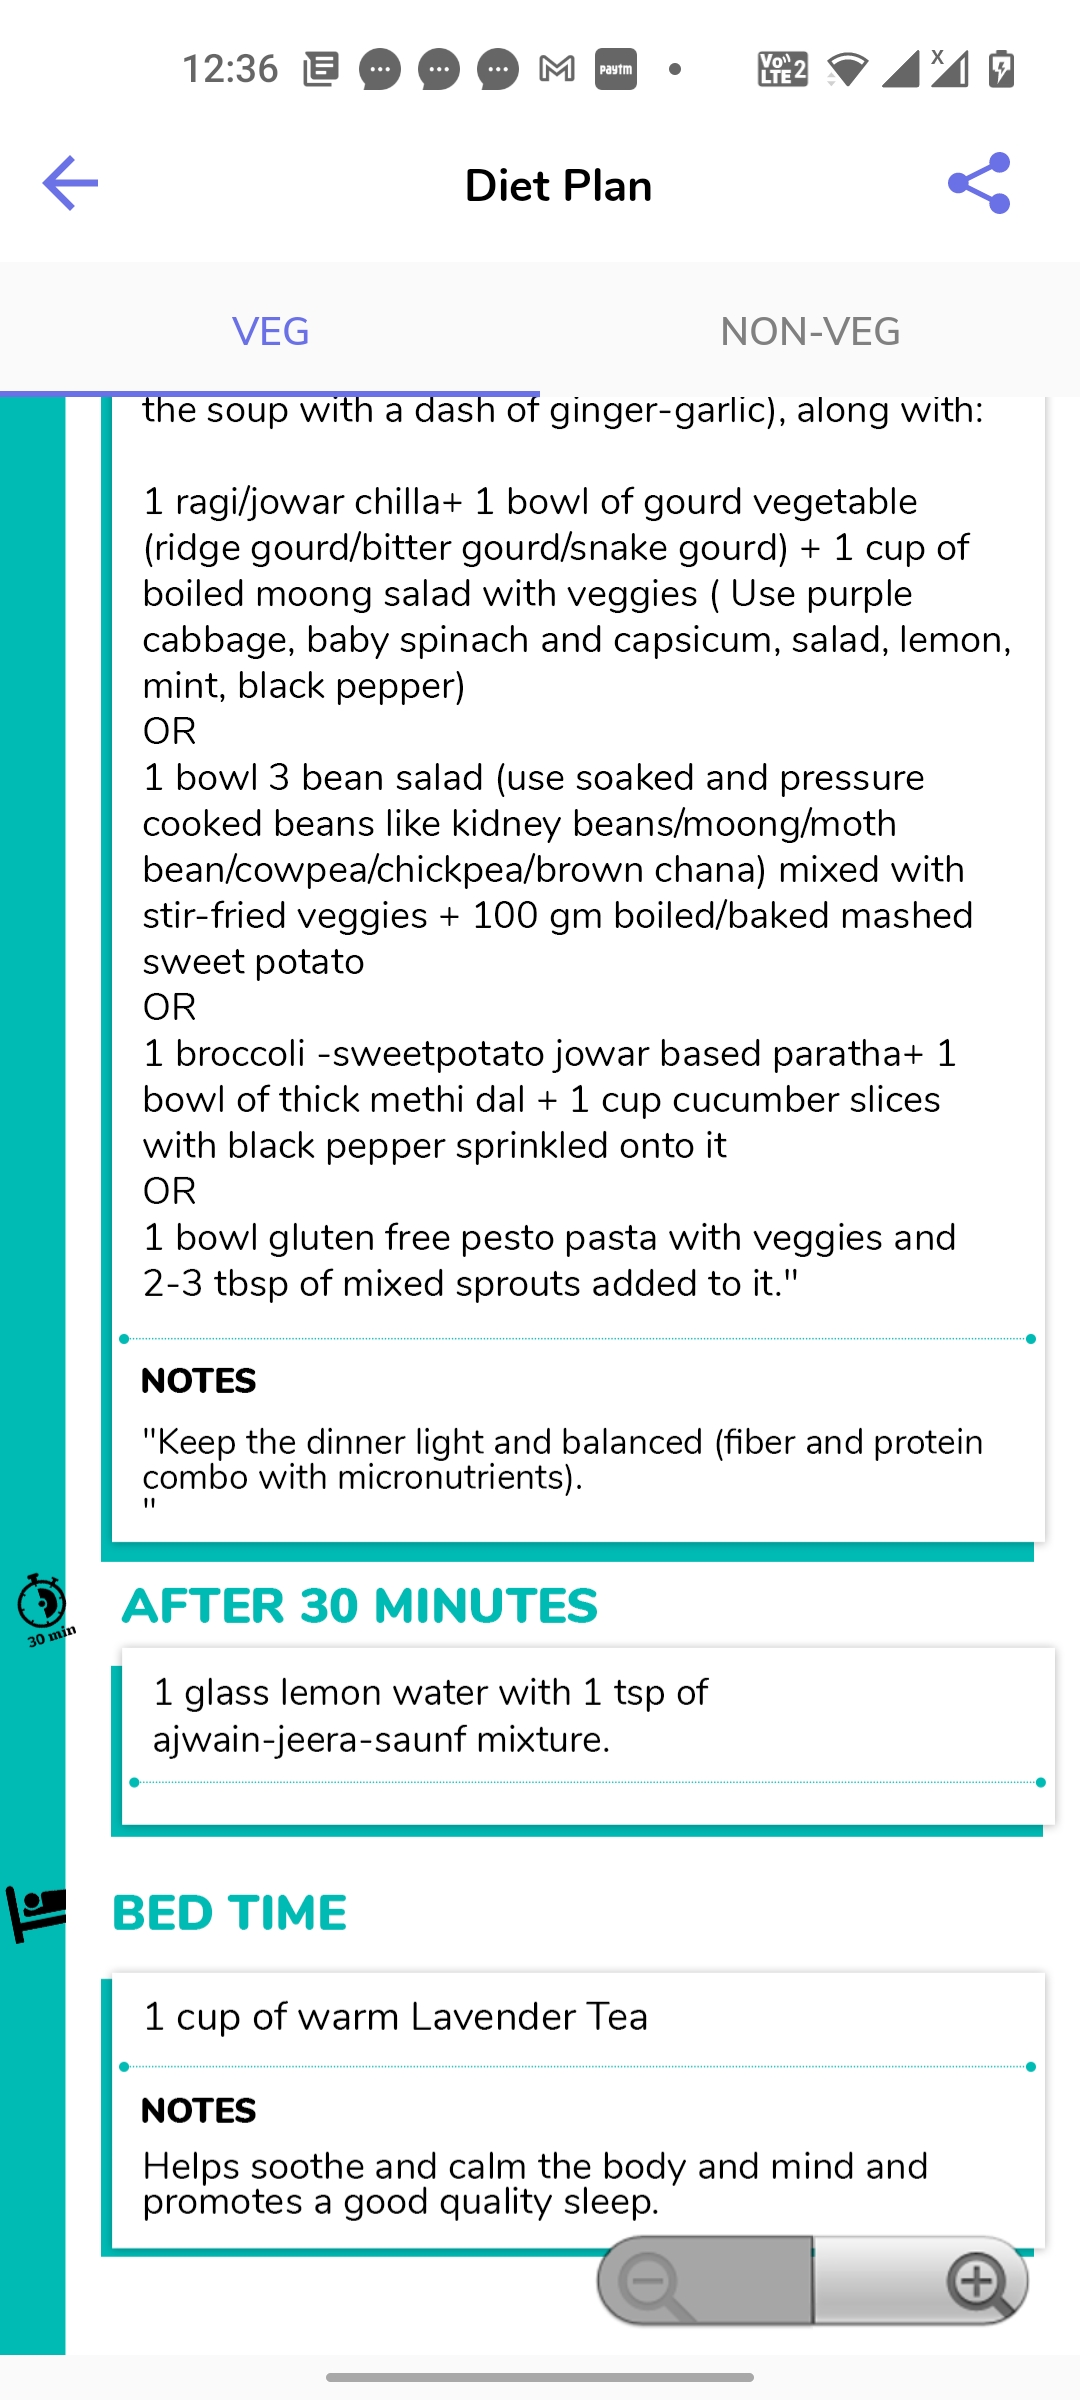 12:36
Paytm
Vo)) LTE 2
X
Diet Plan
VEG
NON-VEG
the soup with a dash of ginger-garlic), along with:
1 ragi/jowar chilla+ 1 bowl of gourd vegetable
(ridge gourd/bitter gourd/snake gourd) + 1 cup of
boiled moong salad with veggies ( Use purple
cabbage, baby spinach and capsicum, salad, lemon,
mint, black pepper)
OR
1 bowl 3 bean salad (use soaked and pressure
cooked beans like kidney beans/moong/moth
bean/cowpea/chickpea/brown chana) mixed with
stir-fried veggies + 100 gm boiled/baked mashed
sweet potato
OR
1 broccoli -sweetpotato jowar based paratha+ 1
bowl of thick methi dal + 1 cup cucumber slices
with black pepper sprinkled onto it
OR
1 bowl gluten free pesto pasta with veggies and
2-3 tbsp of mixed sprouts added to it."
NOTES
"Keep the dinner light and balanced (fiber and protein
combo with micronutrients).
"
30 min
AFTER 30 MINUTES
1 glass lemon water with 1 tsp of
ajwain-jeera-saunf mixture.
BED TIME
1 cup of warm Lavender Tea
NOTES
Helps soothe and calm the body and mind and
promotes a good quality sleep.